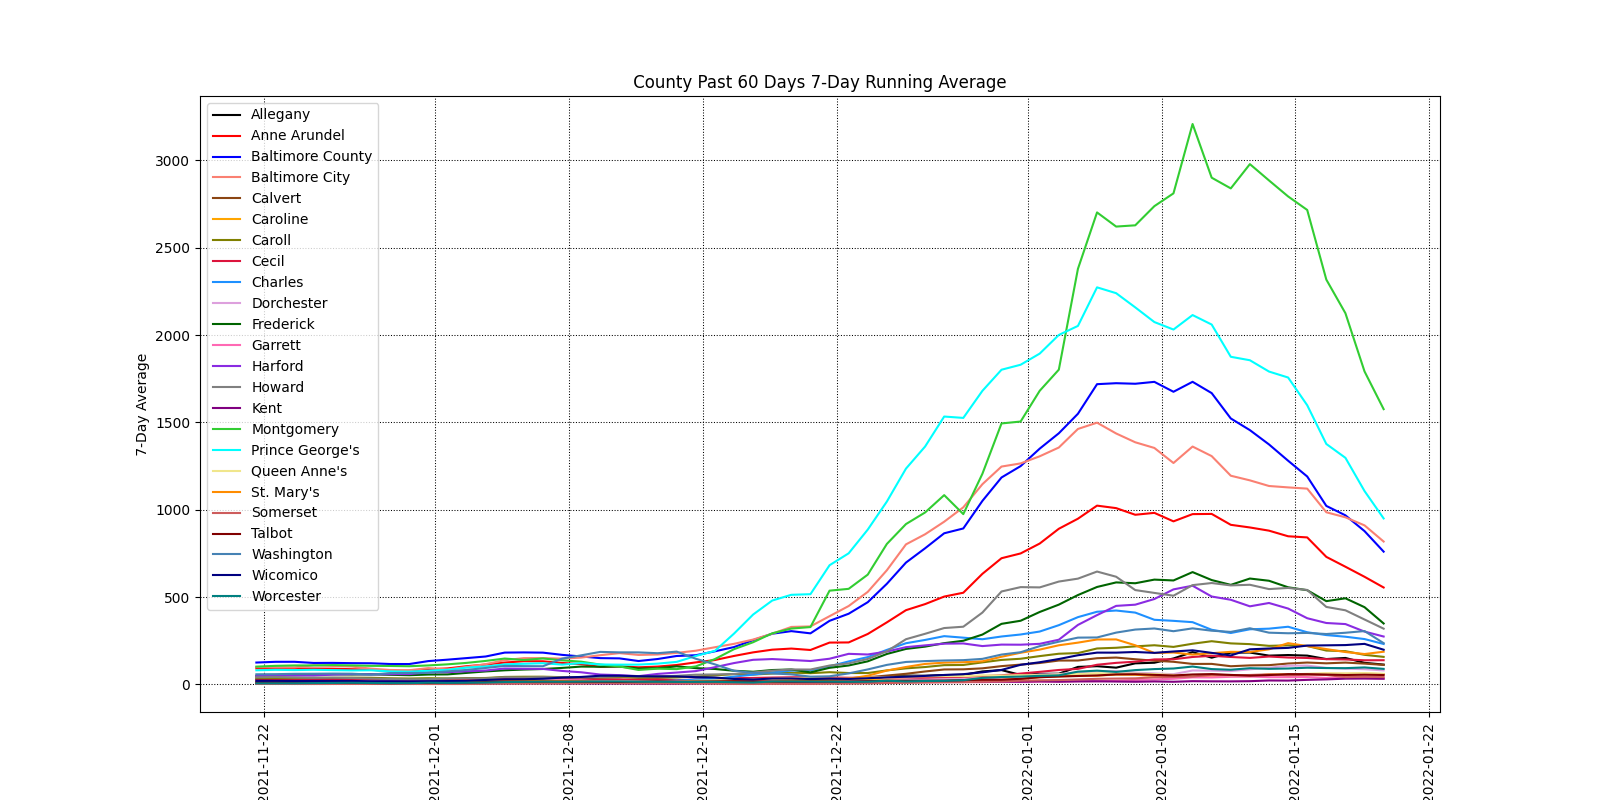 County Past 60 Days 7-Day Running Average
Allegany
Anne Arundel
Baltimore County
Baltimore City
Calvert
Caroline
Caroll
Cecil
Charles
Dorchester
Frederick
Garrett
Harford
Howard
Kent
Montgomery
Prince George's
Queen Anne's
St. Mary's
Somerset
Talbot
Washington
Wicomico
Worcester
7-Day Average
3000
2500
2000
1500
1000
500
0
2021-11-22
2021-12-01
2021-12-08
2021-12-15
2021-12-22
2022-01-01
2022-01-08
2022-01-15
2022-01-22